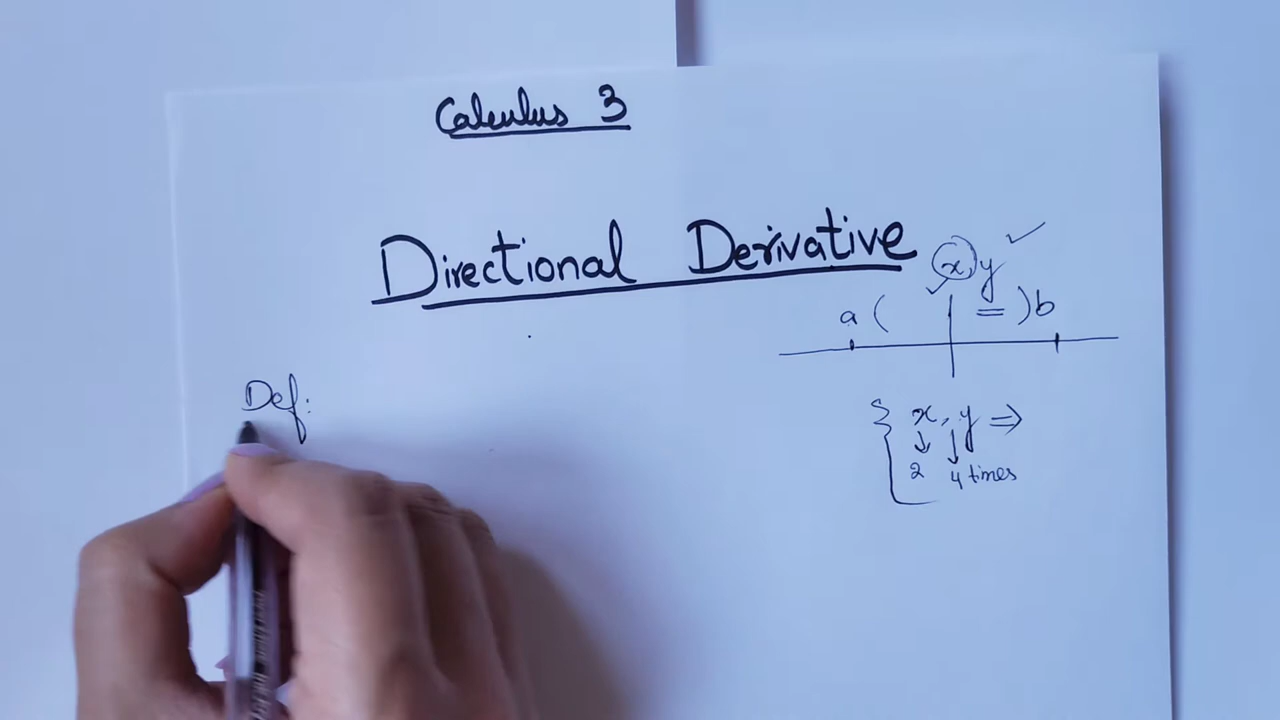 Calculus 3
Directional Derivative
x, y ✓
✓
a ( = ) b
Def:
{ x, y ⇒
↓ ↓
2 4 times